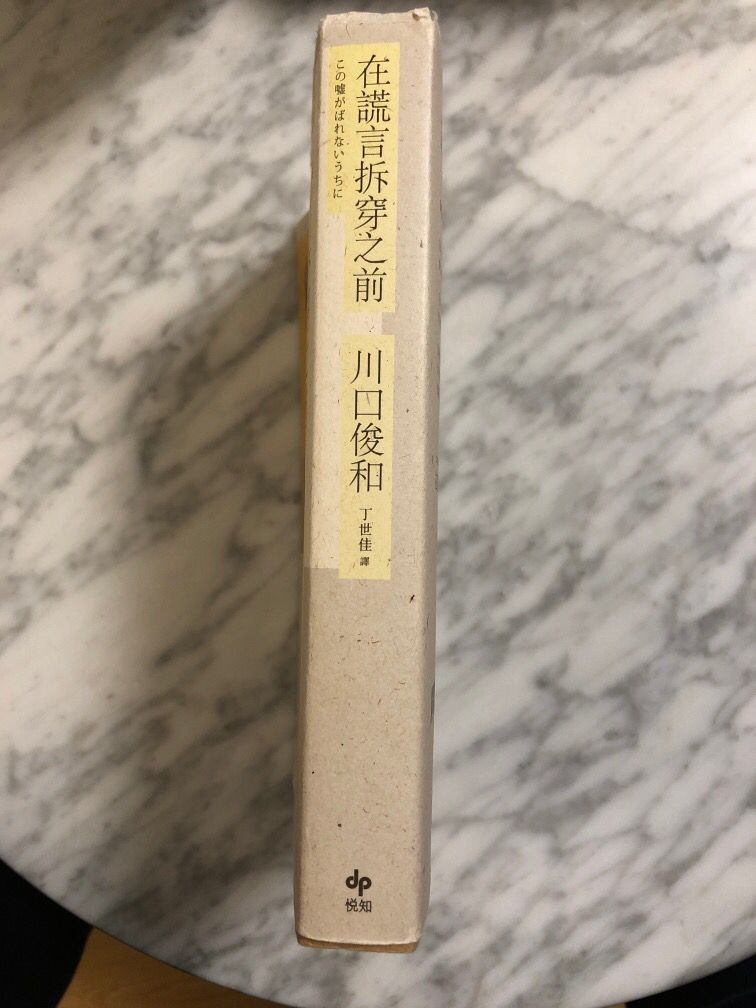 在謊言拆穿之前
この嘘がばれないうちに
川口俊和
丁世佳 譯
dp
悦知